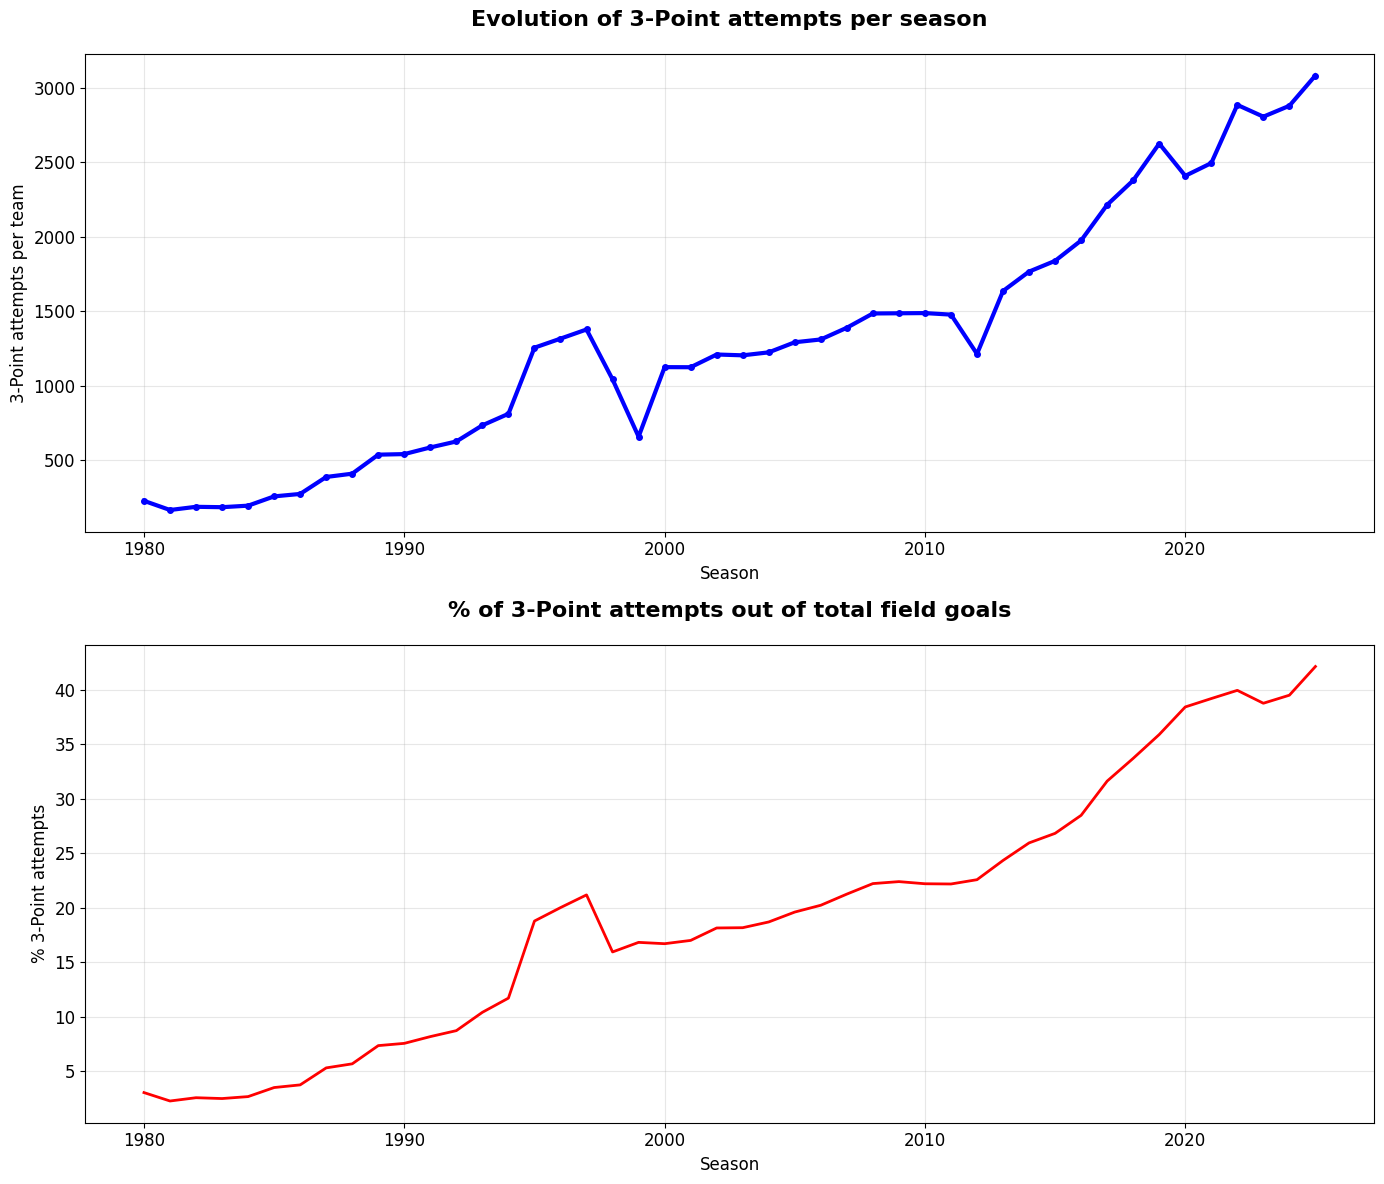 Evolution of 3-Point attempts per season
3-Point attempts per team
3000
2500
2000
1500
1000
500
1980 1990 2000 2010 2020
Season
% of 3-Point attempts out of total field goals
% 3-Point attempts
40
35
30
25
20
15
10
5
1980 1990 2000 2010 2020
Season